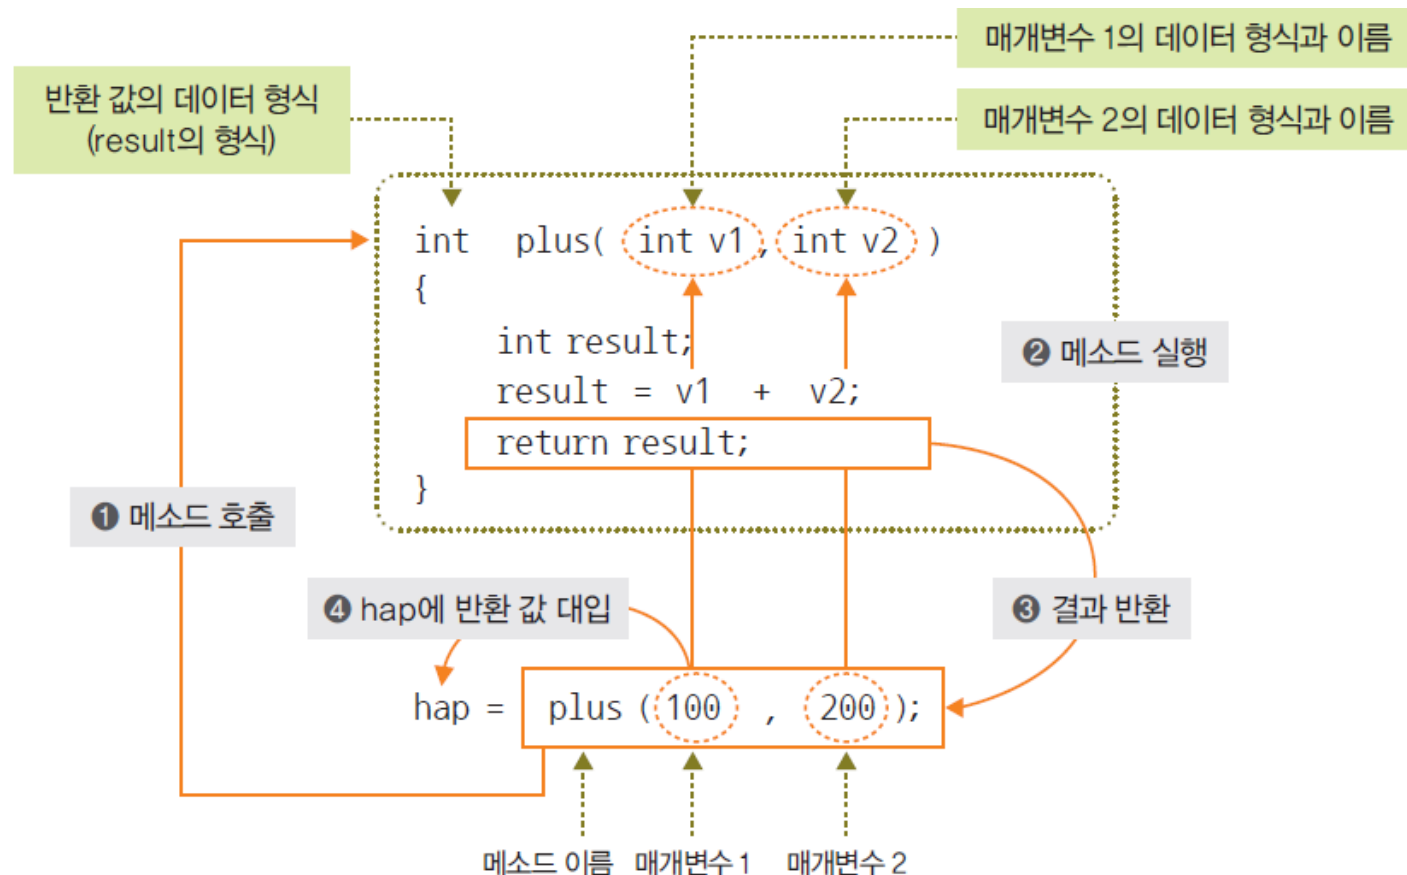 매개변수 1의 데이터 형식과 이름
반환 값의 데이터 형식
(result의 형식)
매개변수 2의 데이터 형식과 이름
int plus( int v1, int v2 )
{
int result;
result = v1 + v2;
return result;
}
❷ 메소드 실행
❶ 메소드 호출
❹ hap에 반환 값 대입
❸ 결과 반환
hap = plus (100 , 200);
메소드 이름 매개변수 1 매개변수 2